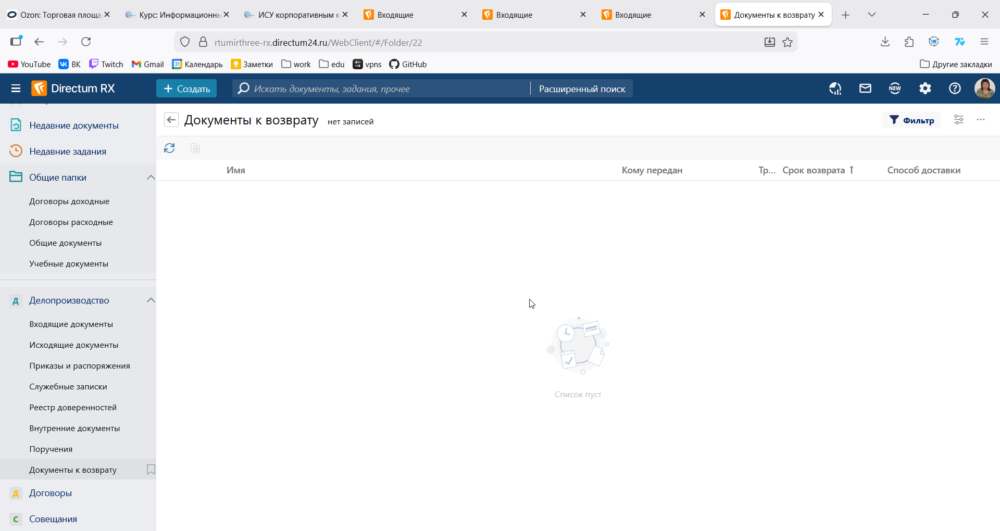 Ozon: Торговая площа
Курс: Информационны
ИСУ корпоративным к
Входящие
Входящие
Входящие
Документы к возврату
rtumirthree-rx.directum24.ru/WebClient/#/Folder/22
YouTube
ВК
Twitch
Gmail
31
Календарь
Заметки
work
edu
vpns
GitHub
Другие закладки
Directum RX
Создать
Искать документы, задания, прочее
Расширенный поиск
NEW
Недавние документы
Недавние задания
Общие папки
Договоры доходные
Договоры расходные
Общие документы
Учебные документы
Д Делопроизводство
Входящие документы
Исходящие документы
Приказы и распоряжения
Служебные записки
Реестр доверенностей
Внутренние документы
Поручения
Документы к возврату
Д Договоры
С Совещания
Документы к возврату нет записей
Фильтр
Имя
Кому передан
Тр...
Срок возврата
Способ доставки
Список пуст